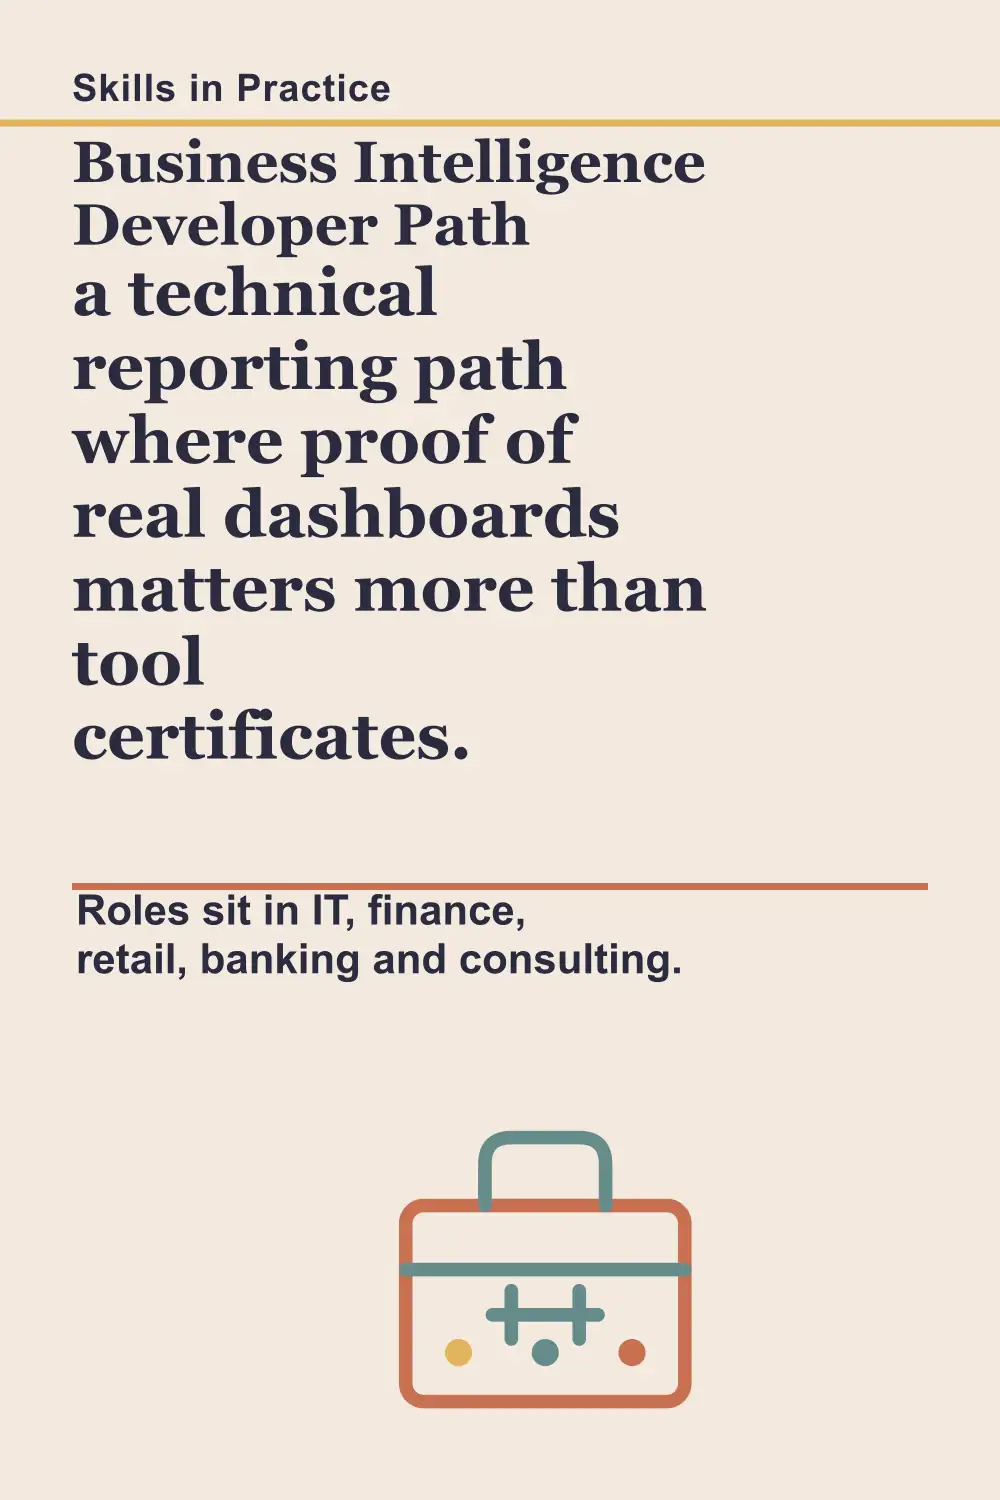 Skills in Practice
Business Intelligence
Developer Path
a technical
reporting path
where proof of
real dashboards
matters more than
tool
certificates.
Roles sit in IT, finance,
retail, banking and consulting.